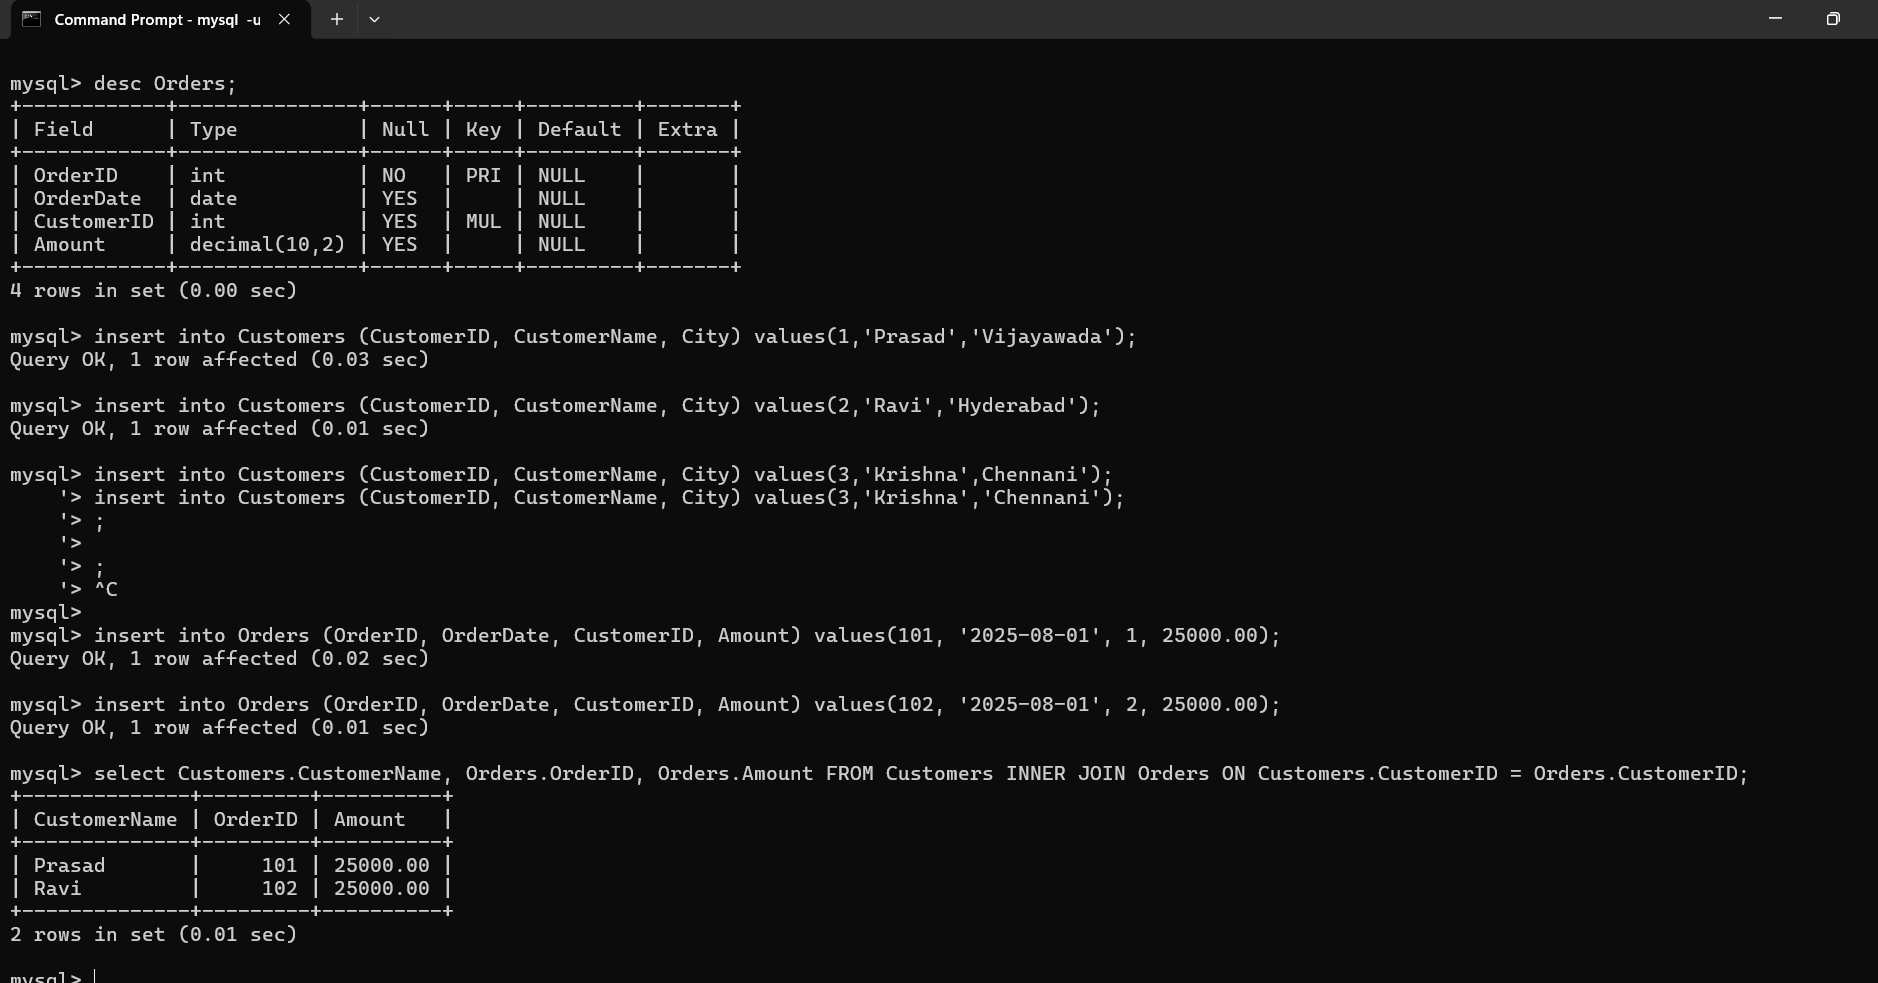 Command Prompt - mysql  -u
mysql> desc Orders;
+------------+---------------+------+-----+---------+-------+
| Field      | Type          | Null | Key | Default | Extra |
+------------+---------------+------+-----+---------+-------+
| OrderID    | int           | NO   | PRI | NULL    |       |
| OrderDate  | date          | YES  |     | NULL    |       |
| CustomerID | int           | YES  | MUL | NULL    |       |
| Amount     | decimal(10,2) | YES  |     | NULL    |       |
+------------+---------------+------+-----+---------+-------+
4 rows in set (0.00 sec)
mysql> insert into Customers (CustomerID, CustomerName, City) values(1,'Prasad','Vijayawada');
Query OK, 1 row affected (0.03 sec)
mysql> insert into Customers (CustomerID, CustomerName, City) values(2,'Ravi','Hyderabad');
Query OK, 1 row affected (0.01 sec)
mysql> insert into Customers (CustomerID, CustomerName, City) values(3,'Krishna',Chennani');
    '> insert into Customers (CustomerID, CustomerName, City) values(3,'Krishna','Chennani');
    '> ;
    '>
    '> ;
    '> ^C
mysql>
mysql> insert into Orders (OrderID, OrderDate, CustomerID, Amount) values(101, '2025-08-01', 1, 25000.00);
Query OK, 1 row affected (0.02 sec)
mysql> insert into Orders (OrderID, OrderDate, CustomerID, Amount) values(102, '2025-08-01', 2, 25000.00);
Query OK, 1 row affected (0.01 sec)
mysql> select Customers.CustomerName, Orders.OrderID, Orders.Amount FROM Customers INNER JOIN Orders ON Customers.CustomerID = Orders.CustomerID;
+--------------+---------+----------+
| CustomerName | OrderID | Amount   |
+--------------+---------+----------+
| Prasad       |     101 | 25000.00 |
| Ravi         |     102 | 25000.00 |
+--------------+---------+----------+
2 rows in set (0.01 sec)
mysql>